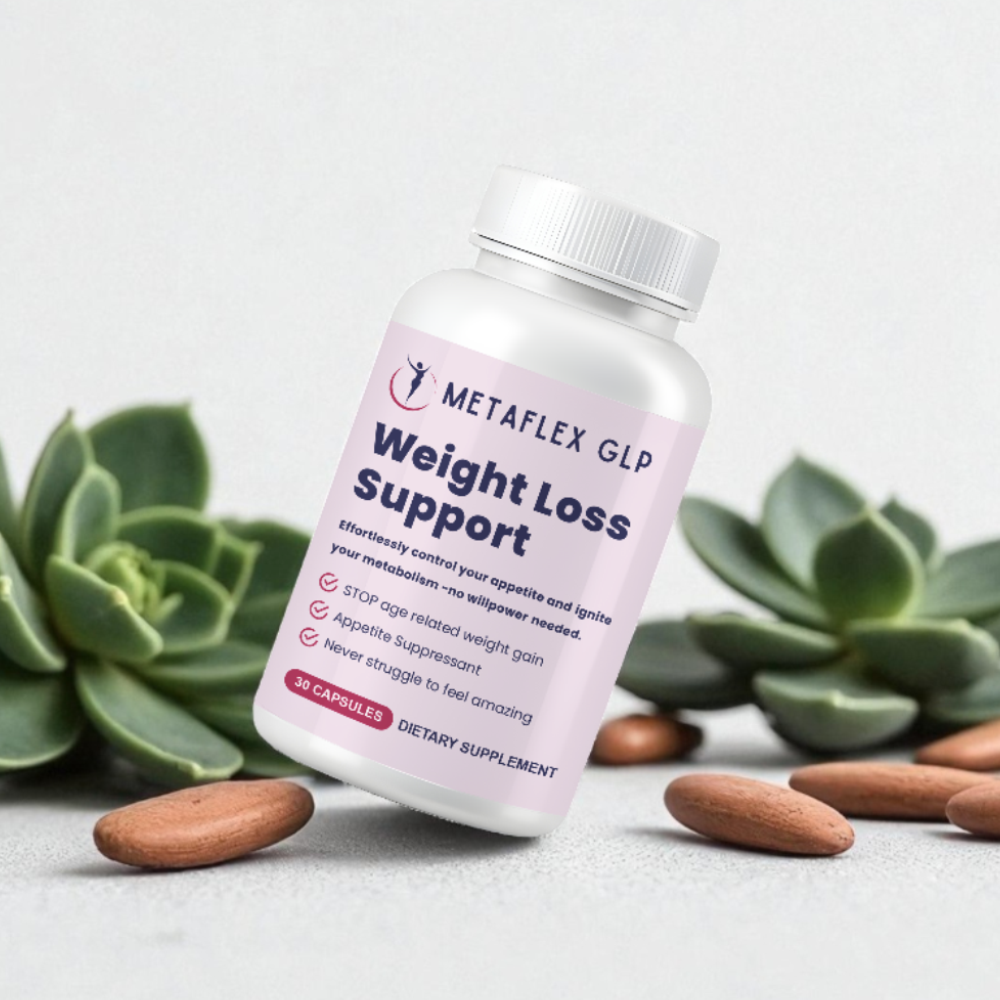 METAFLEX GLP
Weight Loss
Support
Effortlessly control your appetite and ignite
your metabolism –no willpower needed.
STOP age related weight gain
Appetite Suppressant
Never struggle to feel amazing
30 CAPSULES DIETARY SUPPLEMENT